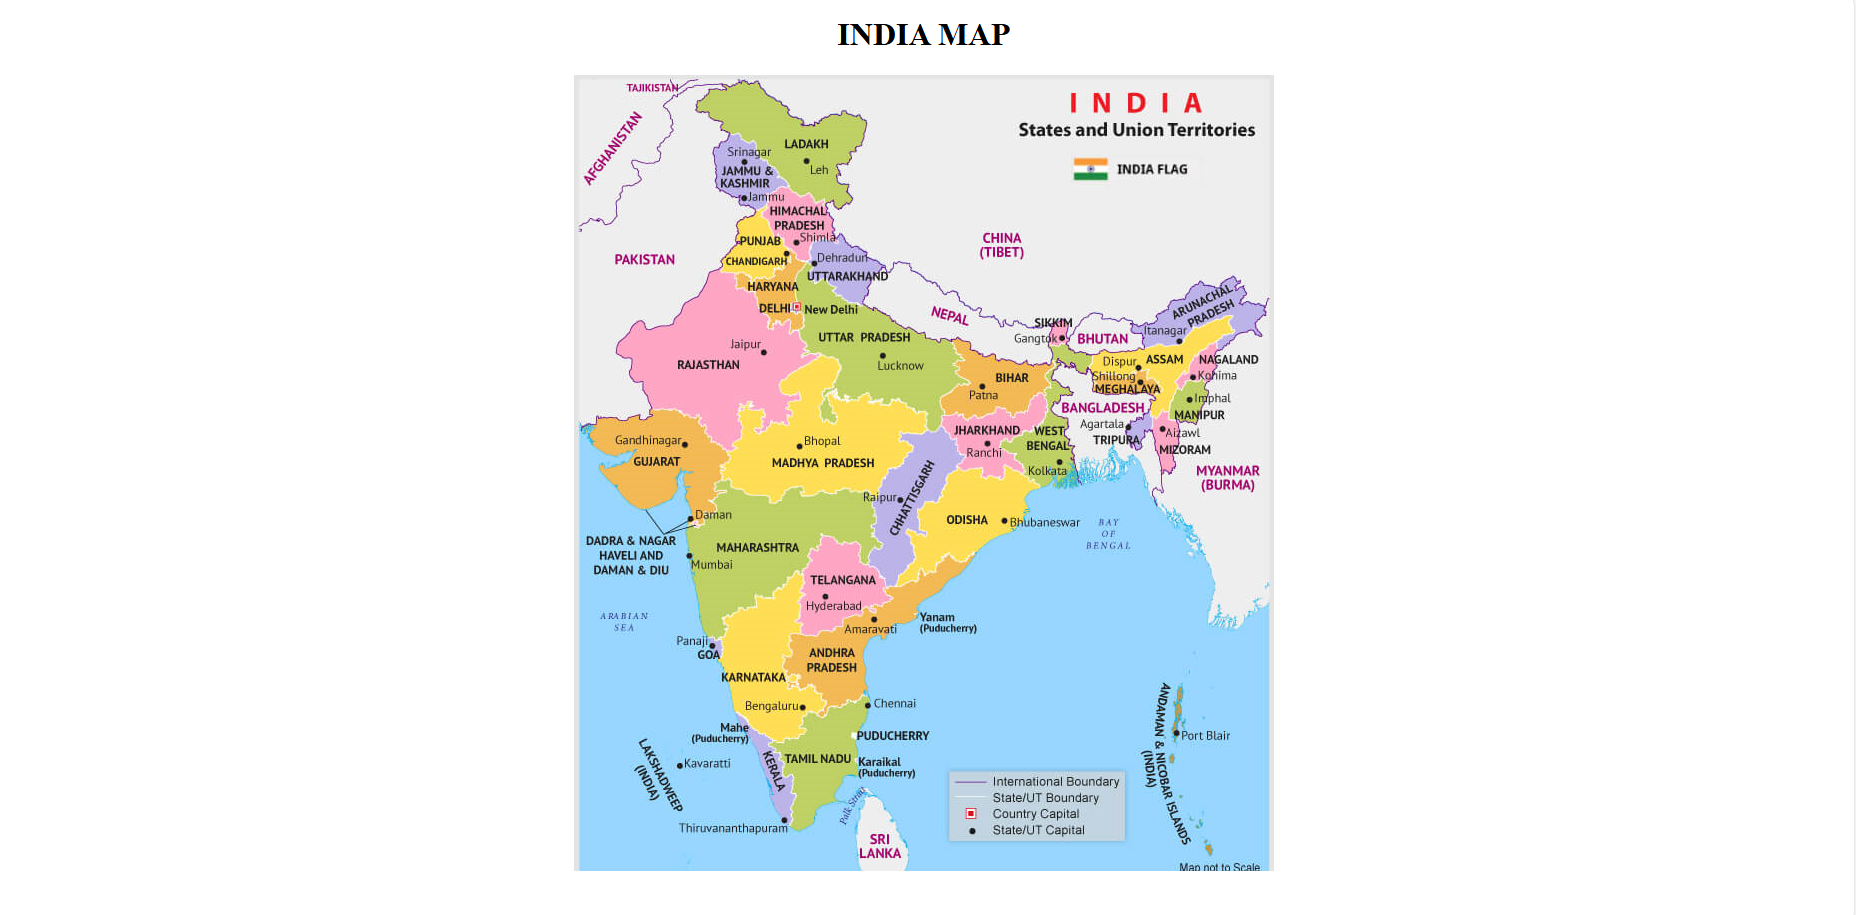 INDIA MAP
INDIA
States and Union Territories
INDIA FLAG
TAJIKISTAN
AFGHANISTAN
LADAKH
Leh
Srinagar
JAMMU &
KASHMIR
Jammu
HIMACHAL
PRADESH
Shimla
PUNJAB
CHANDIGARH
Dehradun
UTTARAKHAND
PAKISTAN
CHINA
(TIBET)
HARYANA
DELHI
New Delhi
NEPAL
SIKKIM
Gangtok
BHUTAN
ARUNACHAL
PRADESH
Itanagar
UTTAR PRADESH
Lucknow
Jaipur
RAJASTHAN
BIHAR
Patna
Dispur
ASSAM
NAGALAND
Kohima
Shillong
MEGHALAYA
Imphal
MANIPUR
BANGLADESH
Agartala
TRIPURA
Aizawl
MIZORAM
MYANMAR
(BURMA)
Gandhinagar
GUJARAT
Bhopal
MADHYA PRADESH
JHARKHAND
Ranchi
WEST
BENGAL
Kolkata
Raipur
CHHATTISGARH
ODISHA
Bhubaneswar
BAY
OF
BENGAL
Daman
DADRA & NAGAR
HAVELI AND
DAMAN & DIU
MAHARASHTRA
Mumbai
TELANGANA
Hyderabad
ARABIAN
SEA
Amaravati
Yanam
(Puducherry)
Panaji
GOA
ANDHRA
PRADESH
KARNATAKA
Bengaluru
Chennai
Mahe
(Puducherry)
PUDUCHERRY
KERALA
TAMIL NADU
Karaikal
(Puducherry)
LAKSHADWEEP
(INDIA)
Kavaratti
Thiruvananthapuram
Palk Strait
SRI
LANKA
ANDAMAN & NICOBAR ISLANDS
(INDIA)
Port Blair
International Boundary
State/UT Boundary
Country Capital
State/UT Capital
Map not to Scale